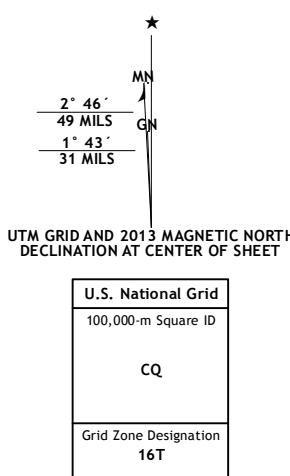 ★
MN
2° 46´
49 MILS
GN
1° 43´
31 MILS
UTM GRID AND 2013 MAGNETIC NORTH
DECLINATION AT CENTER OF SHEET
U.S. National Grid
100,000-m Square ID
CQ
Grid Zone Designation
16T